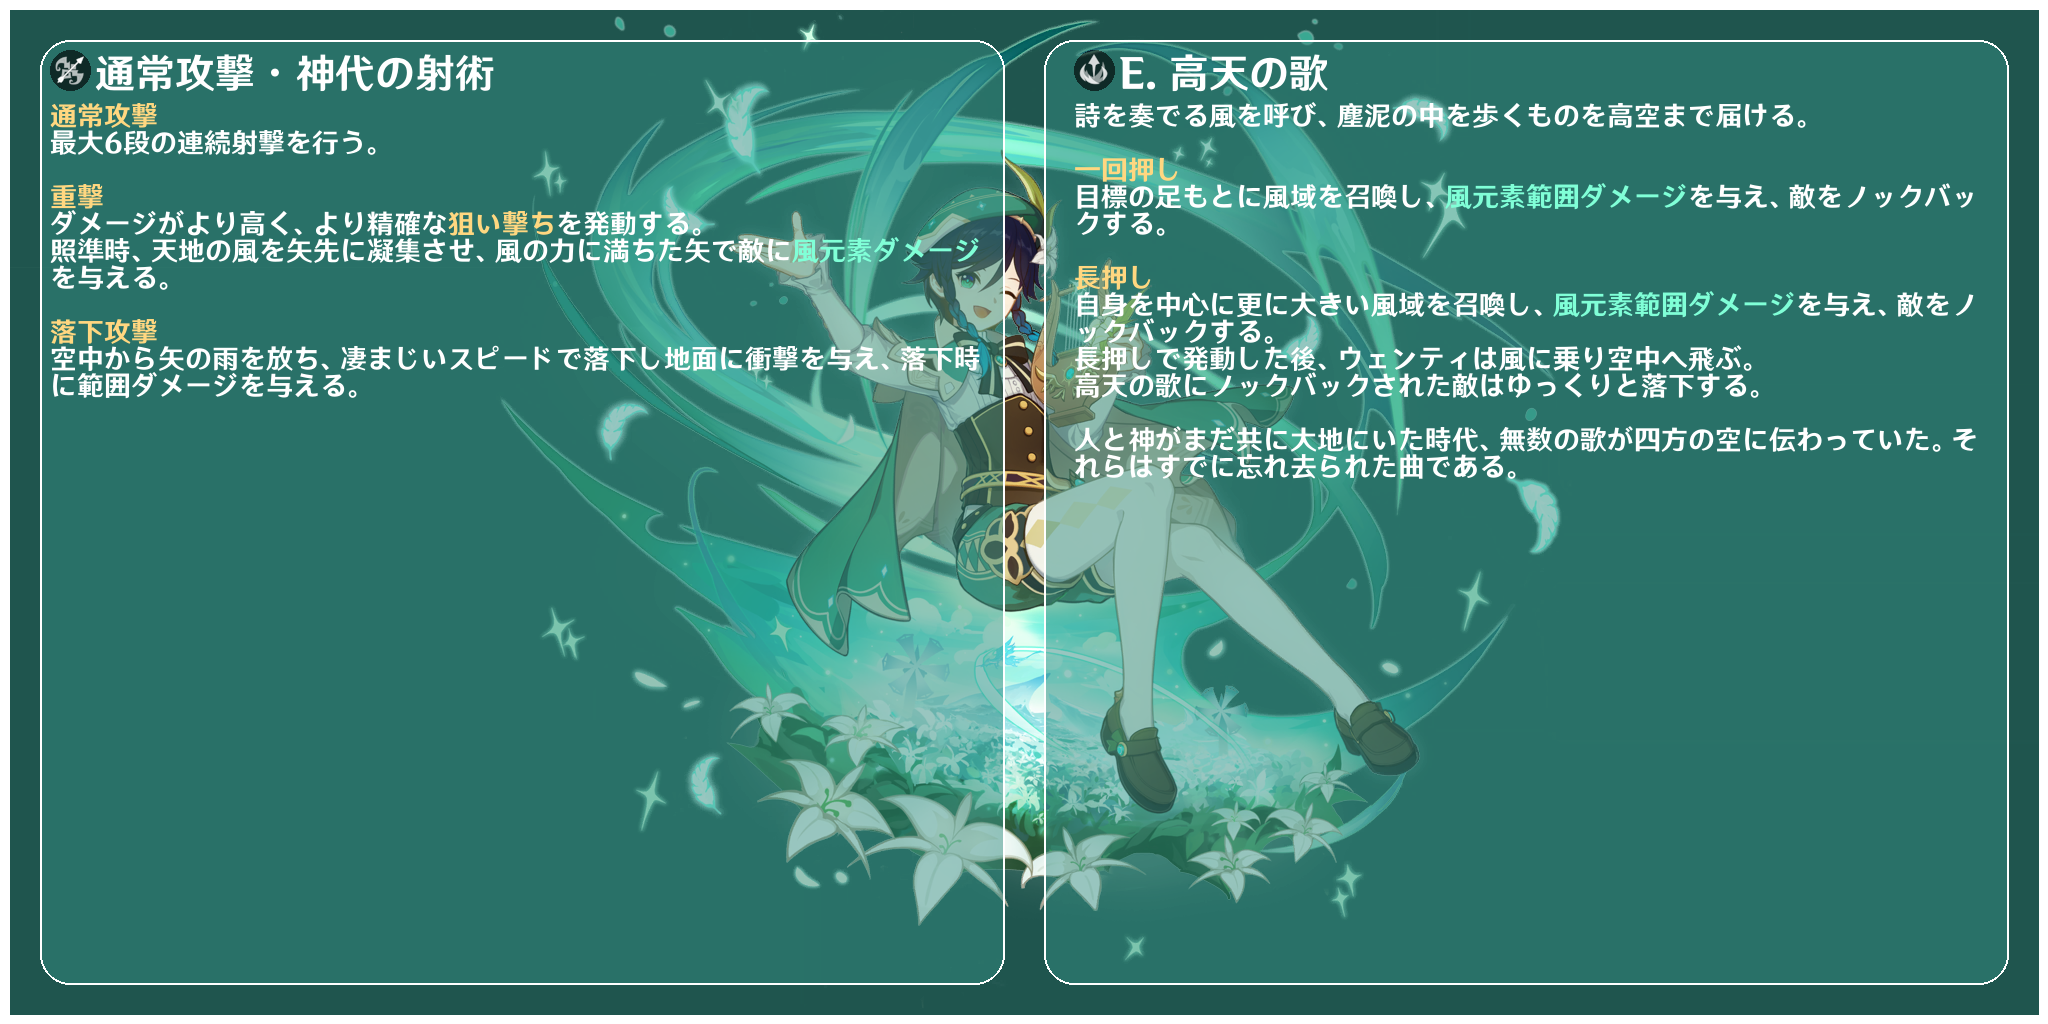 通常攻撃・神代の射術
通常攻撃
最大6段の連続射撃を行う。
重撃
ダメージがより高く、より精確な狙い撃ちを発動する。
照準時、天地の風を矢先に凝集させ、風の力に満ちた矢で敵に風元素ダメージ
を与える。
落下攻撃
空中から矢の雨を放ち、凄まじいスピードで落下し地面に衝撃を与え、落下時
に範囲ダメージを与える。
E. 高天の歌
詩を奏でる風を呼び、塵泥の中を歩くものを高空まで届ける。
一回押し
目標の足もとに風域を召喚し、風元素範囲ダメージを与え、敵をノックバッ
クする。
長押し
自身を中心に更に大きい風域を召喚し、風元素範囲ダメージを与え、敵をノ
ックバックする。
長押しで発動した後、ウェンティは風に乗り空中へ飛ぶ。
高天の歌にノックバックされた敵はゆっくりと落下する。
人と神がまだ共に大地にいた時代、無数の歌が四方の空に伝わっていた。そ
れらはすでに忘れ去られた曲である。